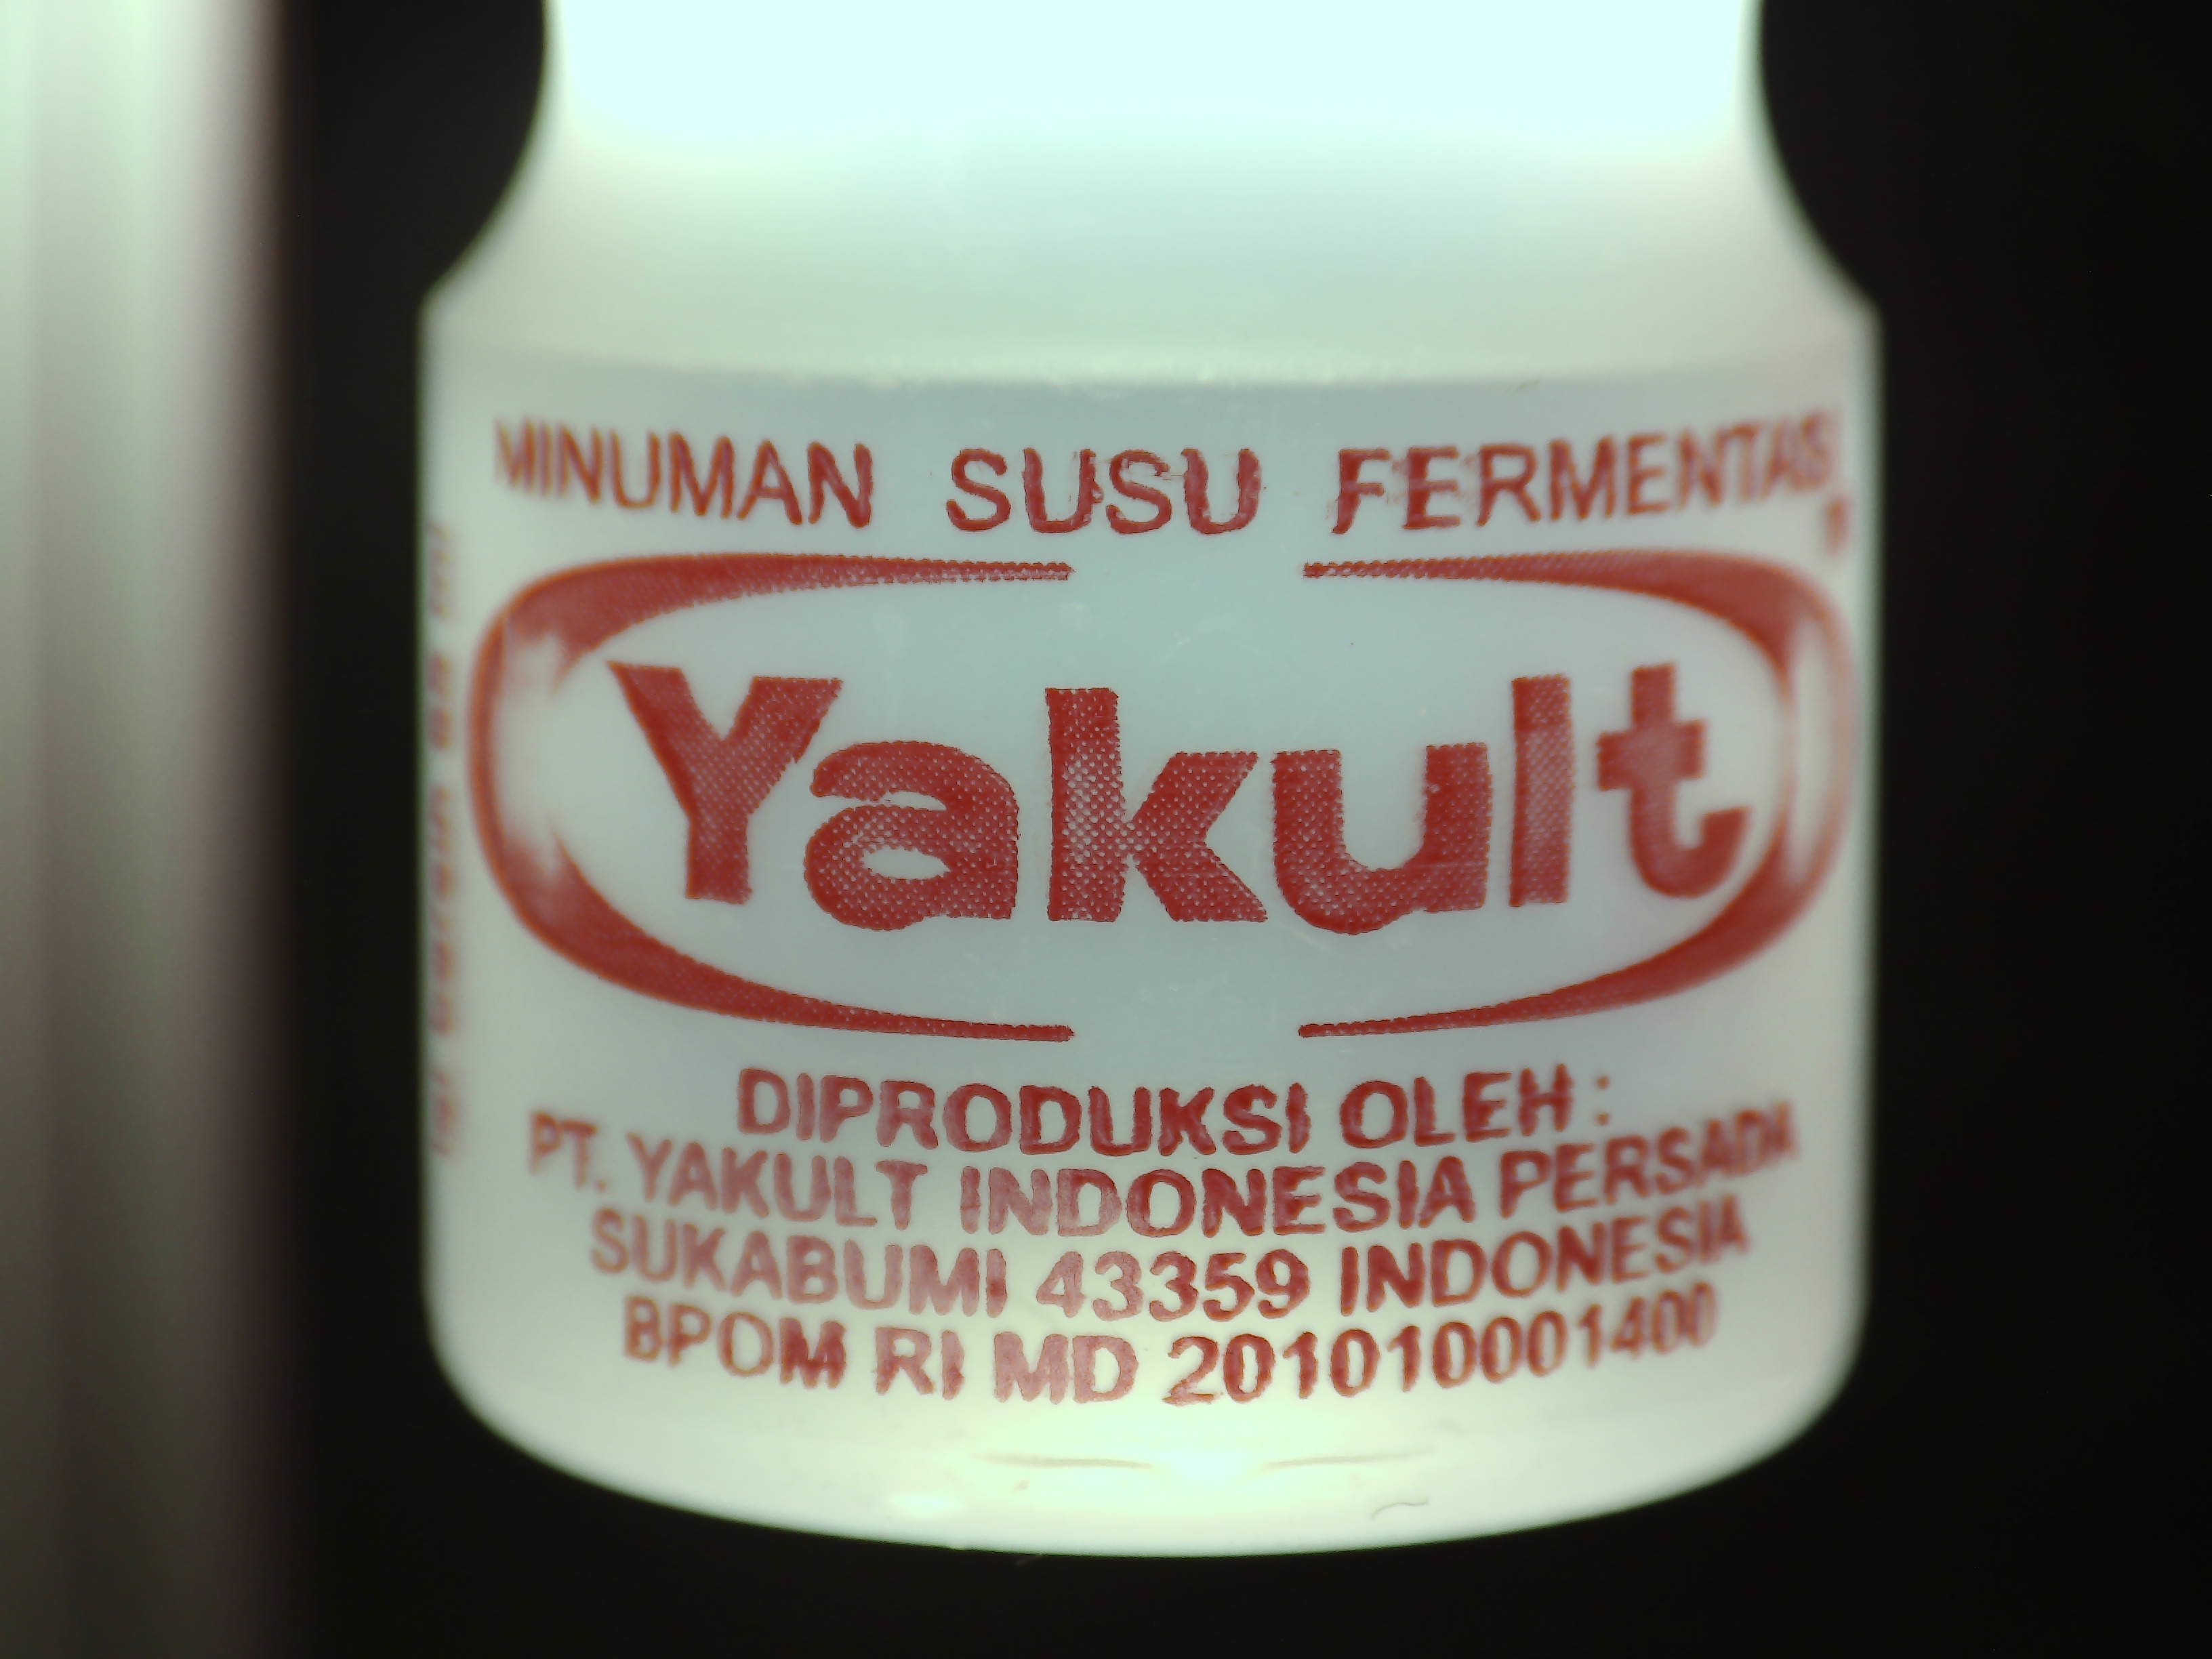 MINUMAN SUSU FERMENTASI
Yakult
DIPRODUKSI OLEH :
PT. YAKULT INDONESIA PERSADA
SUKABUMI 43359 INDONESIA
BPOM RI MD 201010001400